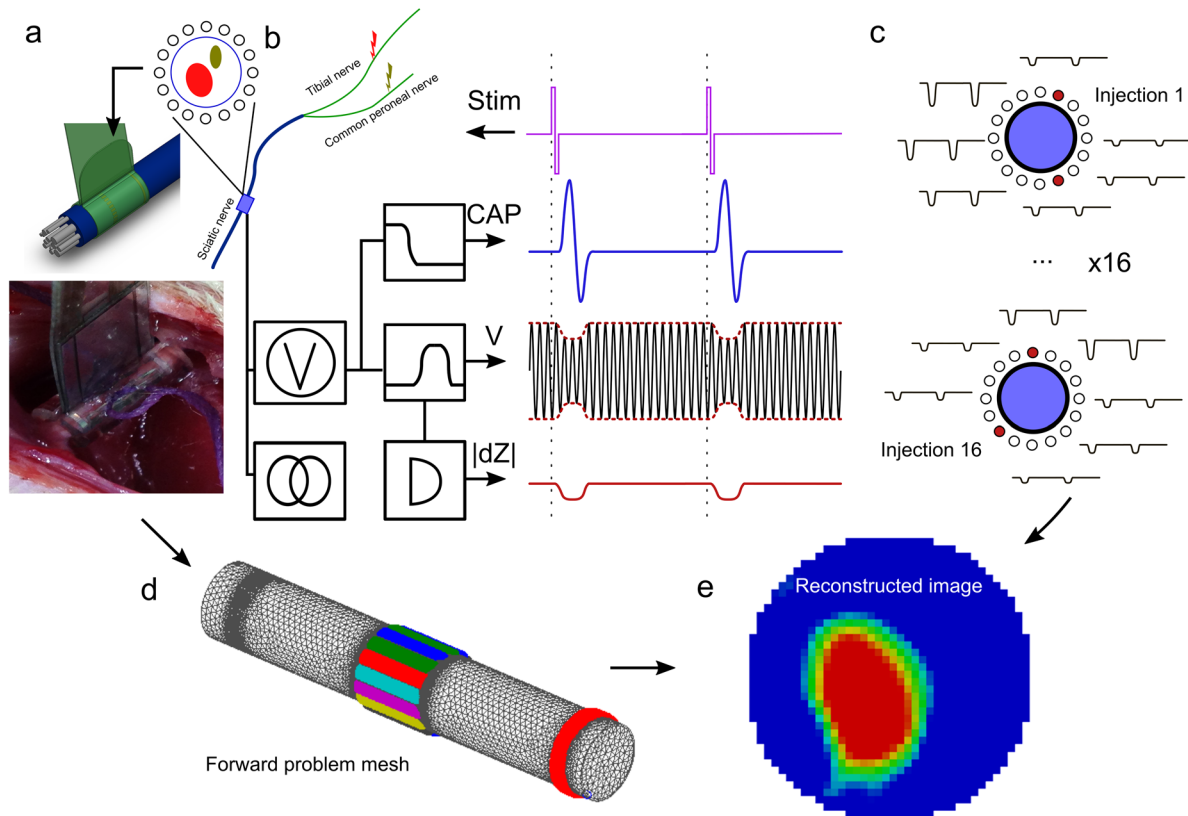 a
b
c
Tibial nerve
Common peroneal nerve
Sciatic nerve
Stim
CAP
V
V
|dZ|
D
Injection 1
...
x16
Injection 16
d
Forward problem mesh
e
Reconstructed image